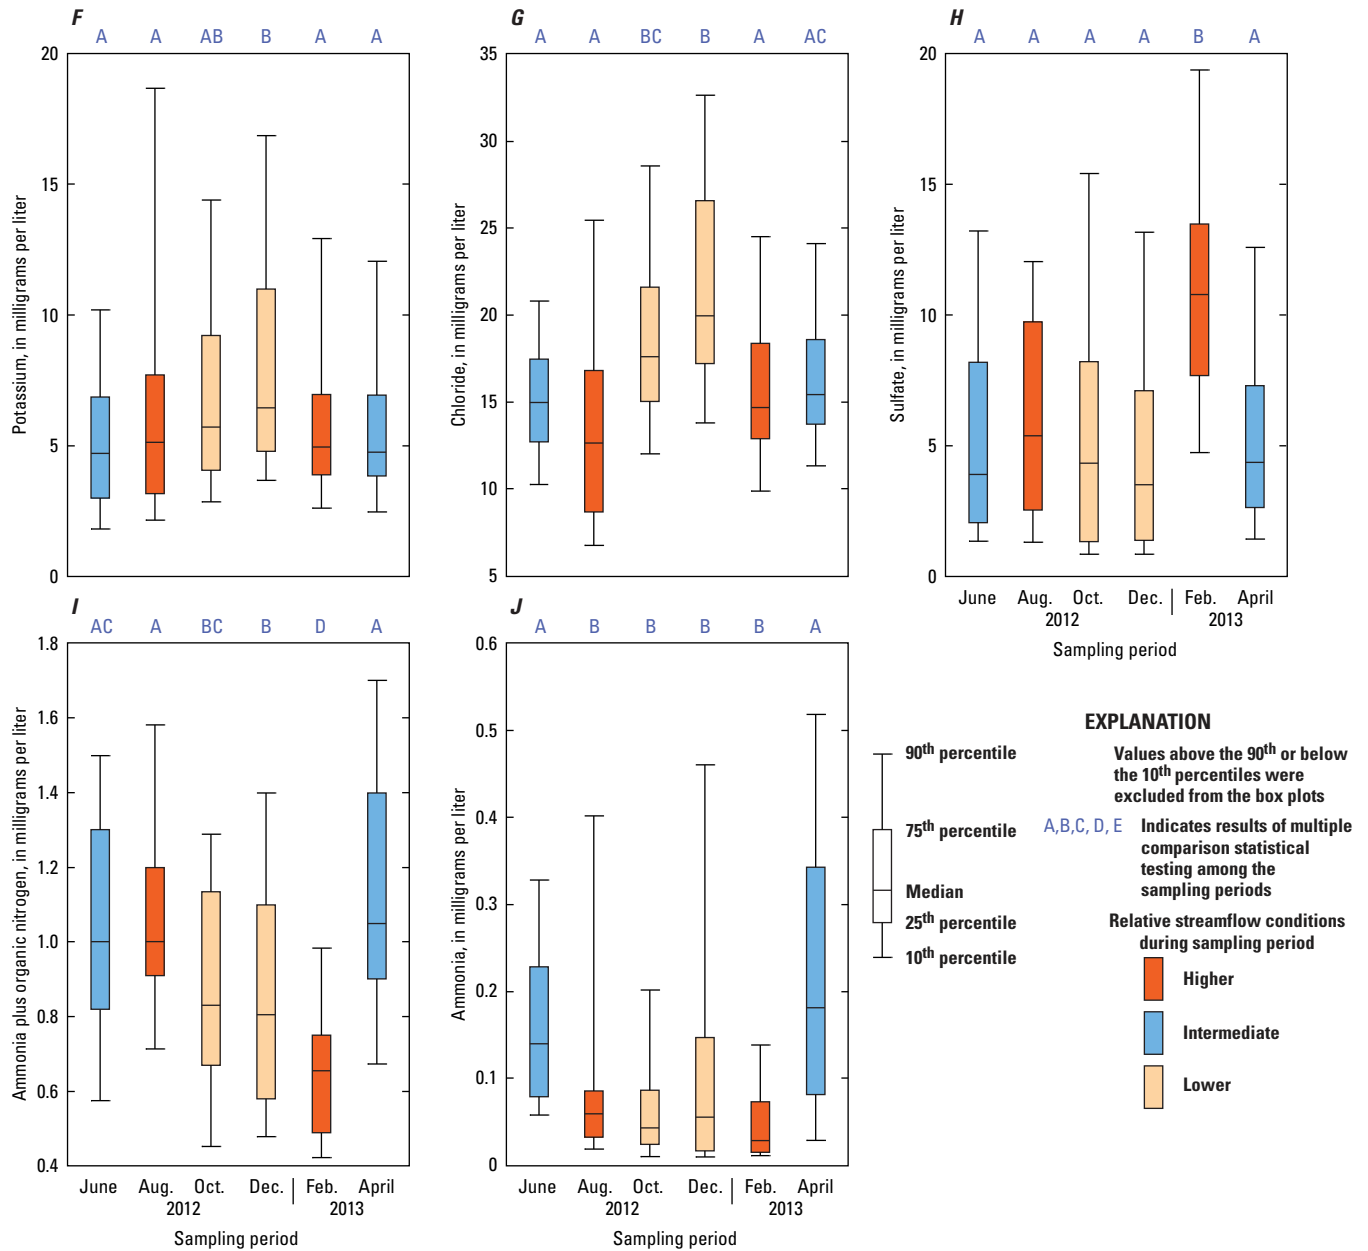 F
A A AB B A A
20
15
10
5
0
Potassium, in milligrams per liter
G
A A BC B A AC
35
30
25
20
15
10
5
Chloride, in milligrams per liter
H
A A A A B A
20
15
10
5
0
Sulfate, in milligrams per liter
June Aug. Oct. Dec. Feb. April
2012 2013
Sampling period
I
AC A BC B D A
1.8
1.6
1.4
1.2
1.0
0.8
0.6
0.4
Ammonia plus organic nitrogen, in milligrams per liter
June Aug. Oct. Dec. Feb. April
2012 2013
Sampling period
J
A B B B B A
0.6
0.5
0.4
0.3
0.2
0.1
0
Ammonia, in milligrams per liter
June Aug. Oct. Dec. Feb. April
2012 2013
Sampling period
EXPLANATION
90th percentile
75th percentile
Median
25th percentile
10th percentile
Values above the 90th or below
the 10th percentiles were
excluded from the box plots
A,B,C, D, E Indicates results of multiple
comparison statistical
testing among the
sampling periods
Relative streamflow conditions
during sampling period
Higher
Intermediate
Lower